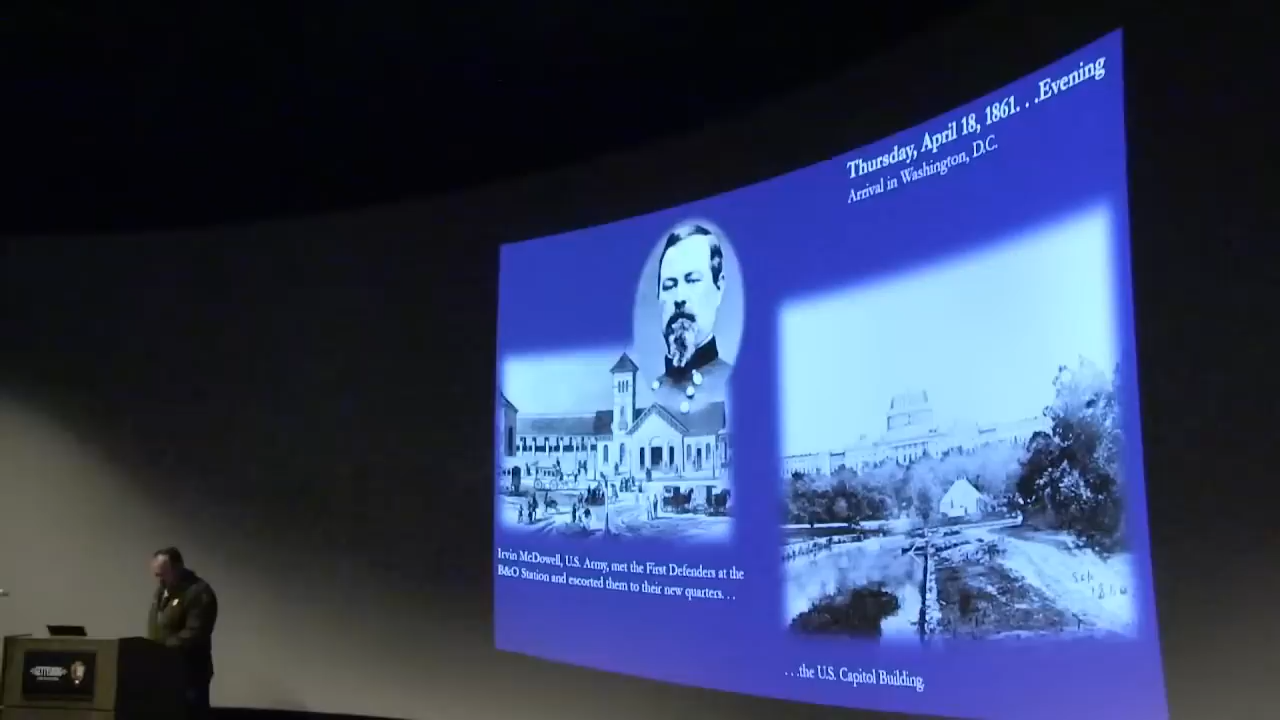 Thursday, April 18, 1861. . .Evening
Arrival in Washington, D.C.
Irvin McDowell, U.S. Army, met the First Defenders at the
B&O Station and escorted them to their new quarters. . .
. . .the U.S. Capitol Building.
GETTYSBURG